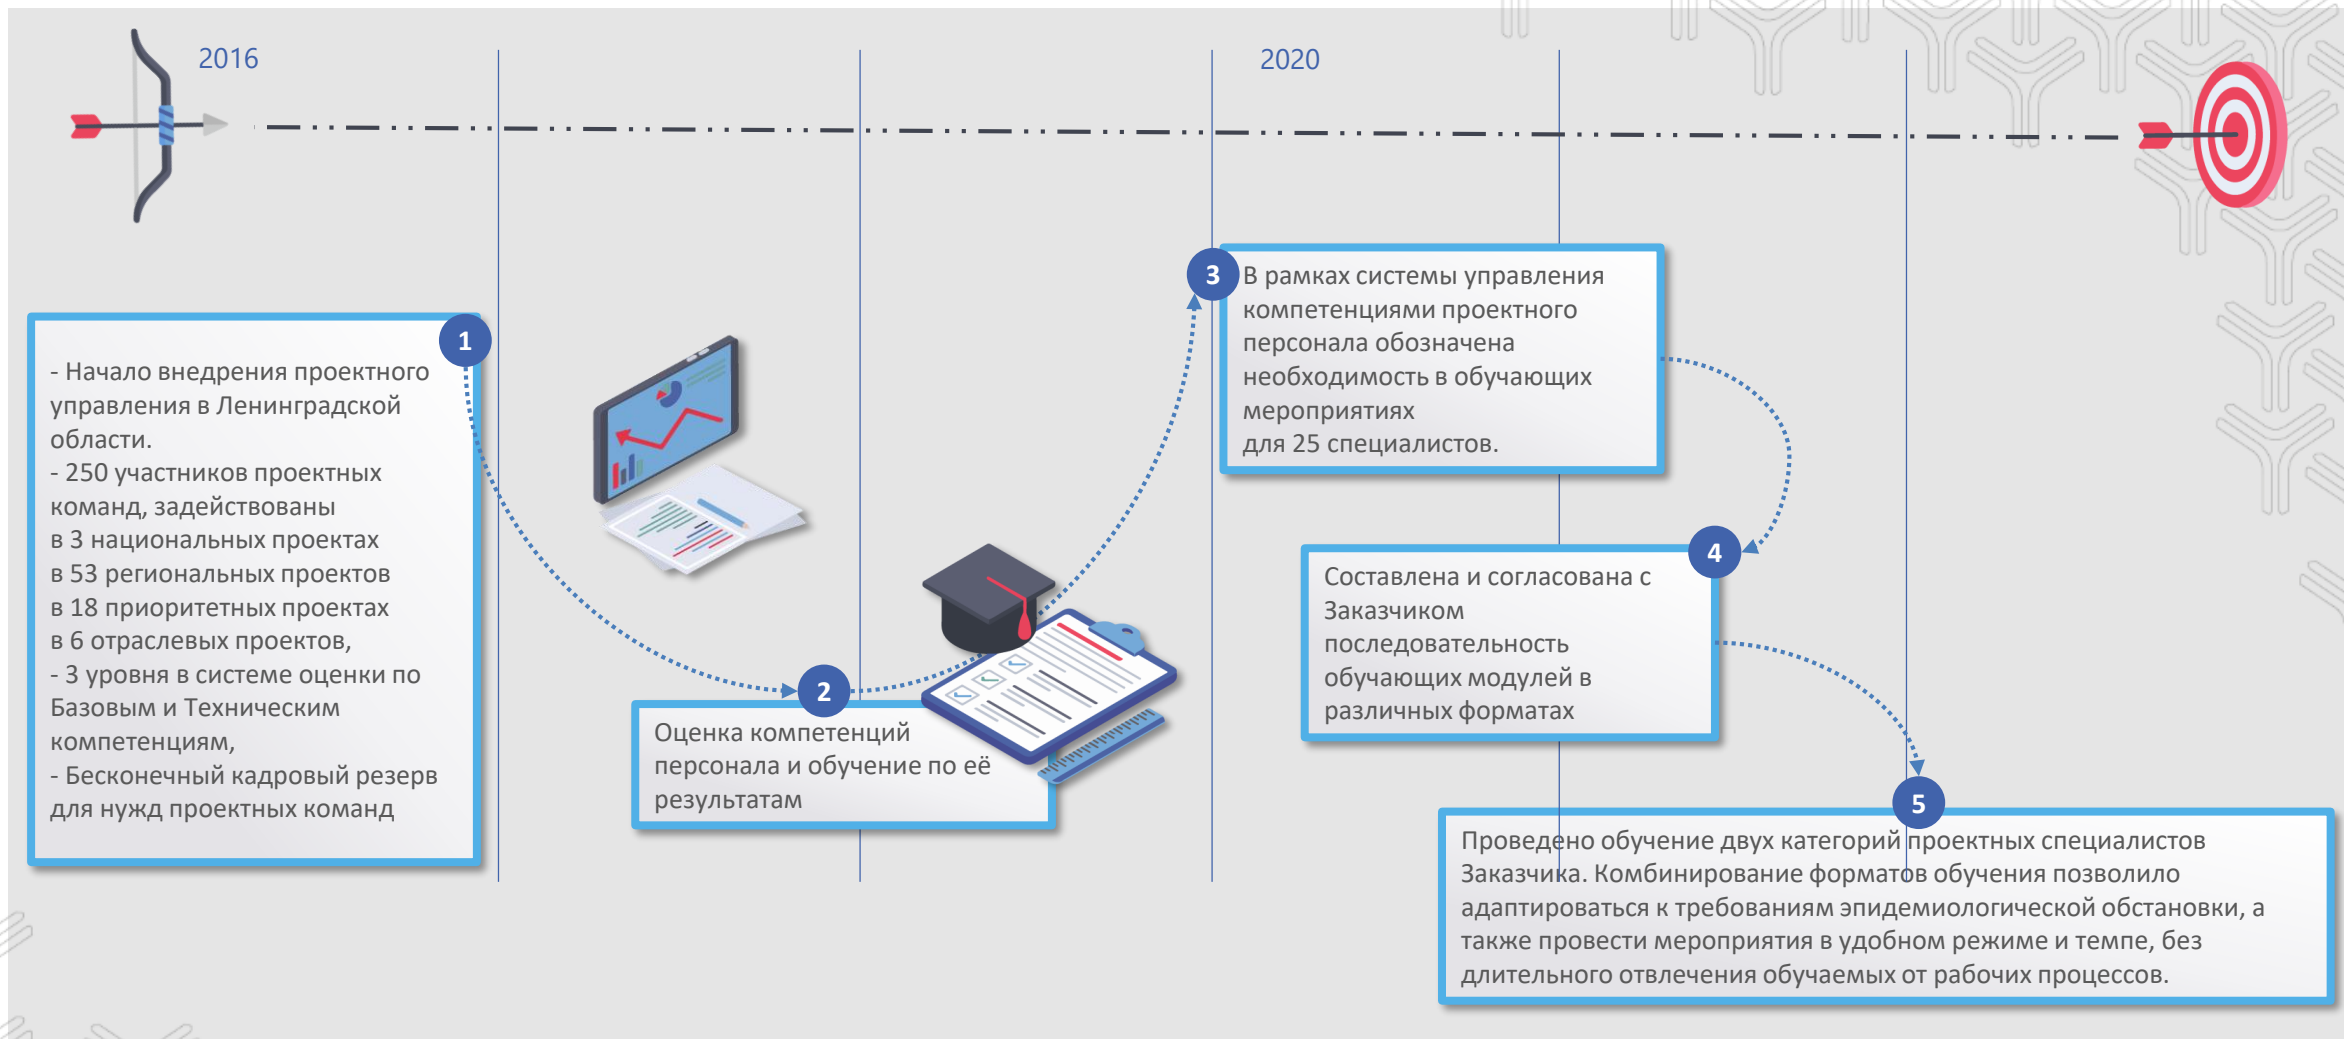 2016
2020
1
- Начало внедрения проектного
управления в Ленинградской
области.
- 250 участников проектных
команд, задействованы
в 3 национальных проектах
в 53 региональных проектов
в 18 приоритетных проектах
в 6 отраслевых проектов,
- 3 уровня в системе оценки по
Базовым и Техническим
компетенциям,
- Бесконечный кадровый резерв
для нужд проектных команд
2
Оценка компетенций
персонала и обучение по её
результатам
3
В рамках системы управления
компетенциями проектного
персонала обозначена
необходимость в обучающих
мероприятиях
для 25 специалистов.
4
Составлена и согласована с
Заказчиком
последовательность
обучающих модулей в
различных форматах
5
Проведено обучение двух категорий проектных специалистов
Заказчика. Комбинирование форматов обучения позволило
адаптироваться к требованиям эпидемиологической обстановки, а
также провести мероприятия в удобном режиме и темпе, без
длительного отвлечения обучаемых от рабочих процессов.